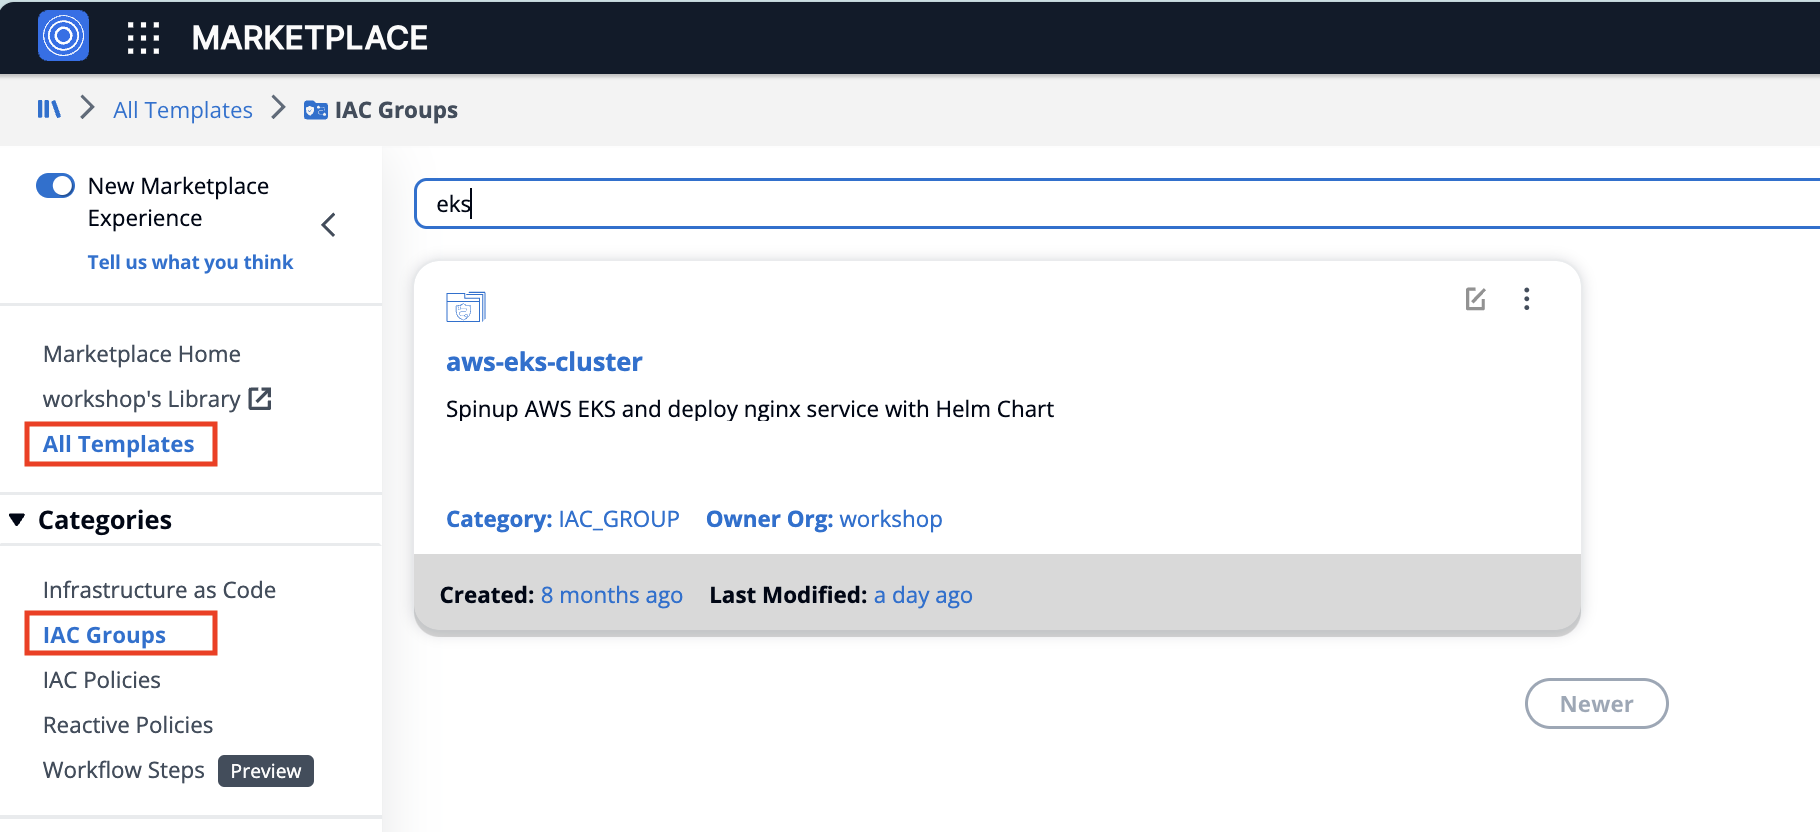 MARKETPLACE
All Templates
IAC Groups
New Marketplace
Experience
Tell us what you think
Marketplace Home
workshop's Library
All Templates
Categories
Infrastructure as Code
IAC Groups
IAC Policies
Reactive Policies
Workflow Steps Preview
eks
aws-eks-cluster
Spinup AWS EKS and deploy nginx service with Helm Chart
Category: IAC_GROUP Owner Org: workshop
Created: 8 months ago Last Modified: a day ago
Newer